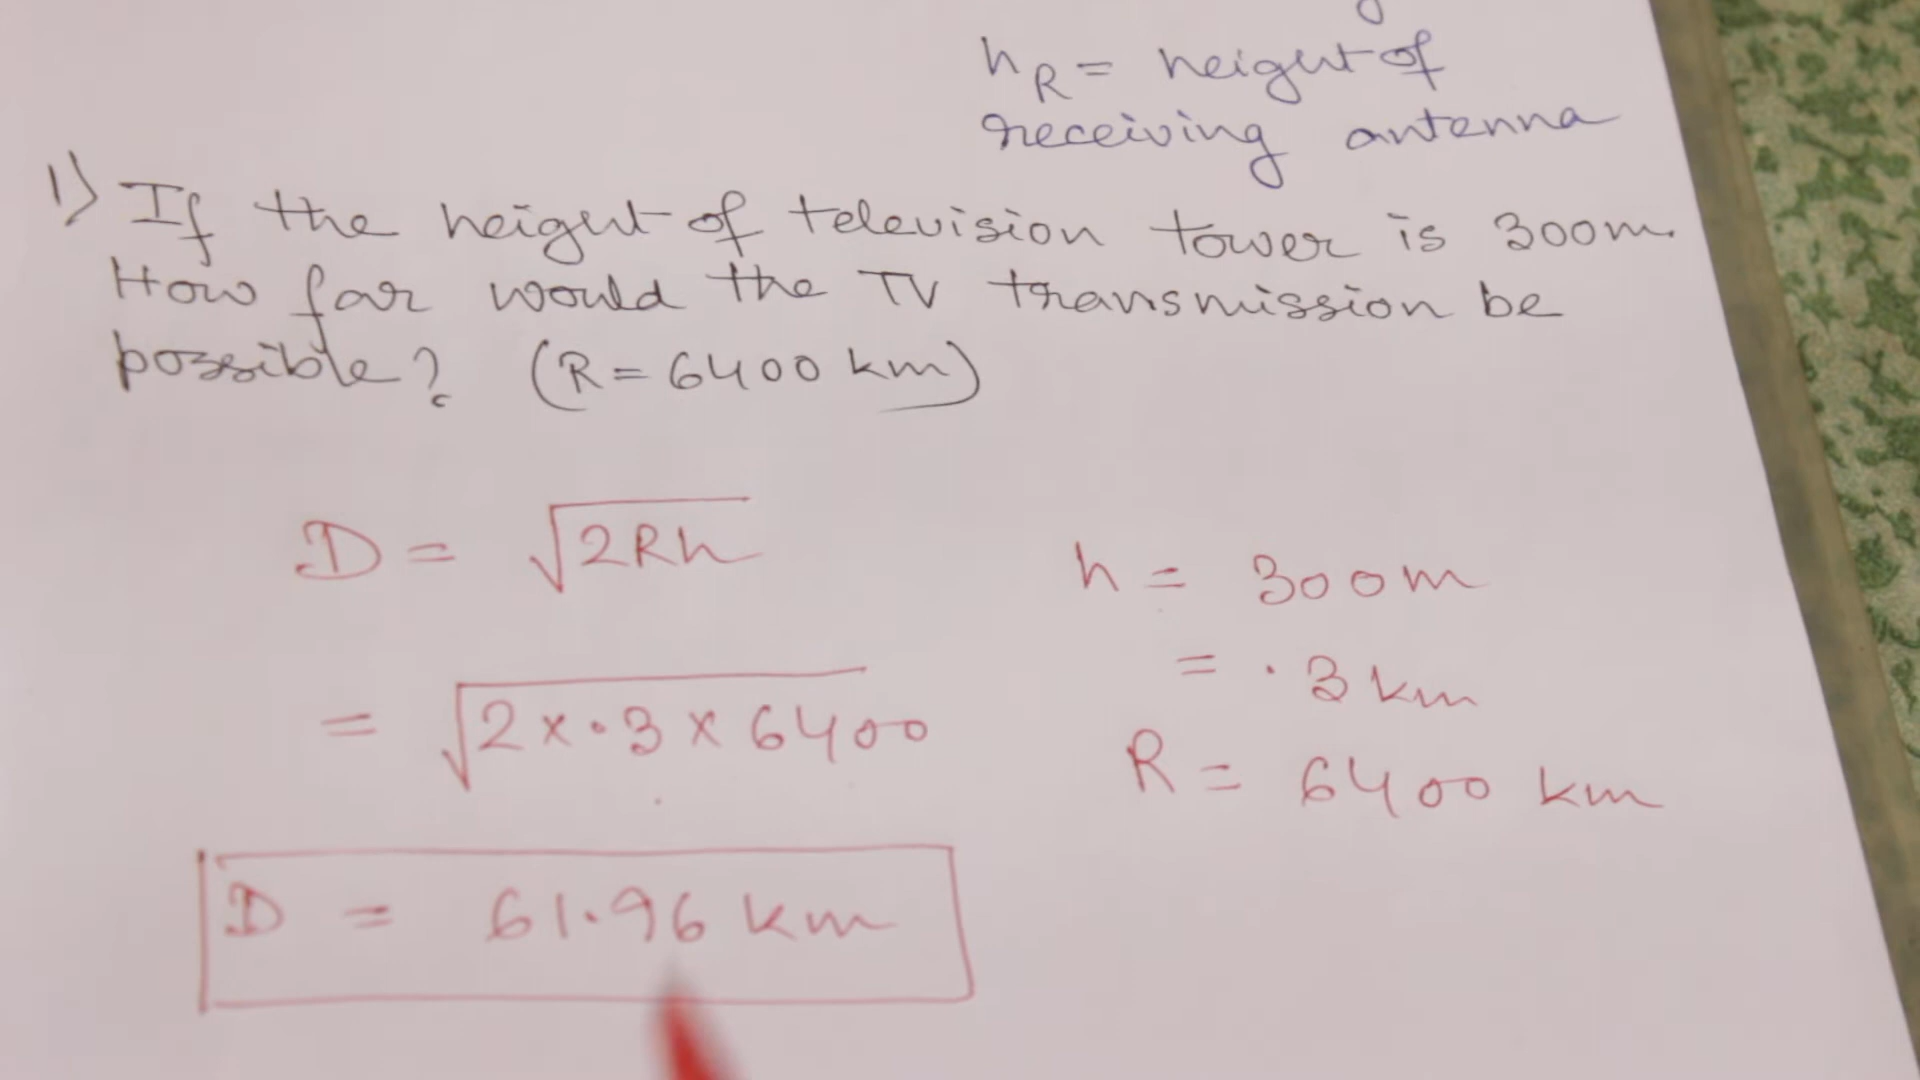 h_R = height of
receiving antenna
1) If the height of television tower is 300m.
How far would the TV transmission be
possible? (R = 6400 km)
D = √2Rh
h = 300m
= √2 x .3 x 6400
= .3 km
R = 6400 km
D = 61.96 km